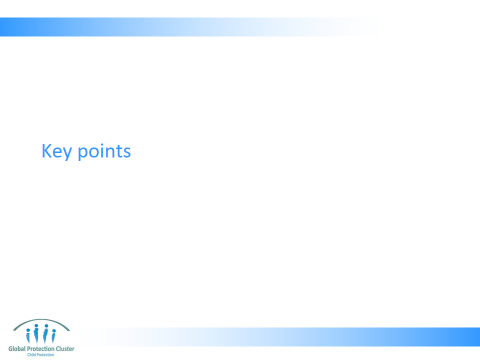 Key points
Global Protection Cluster
Child Protection